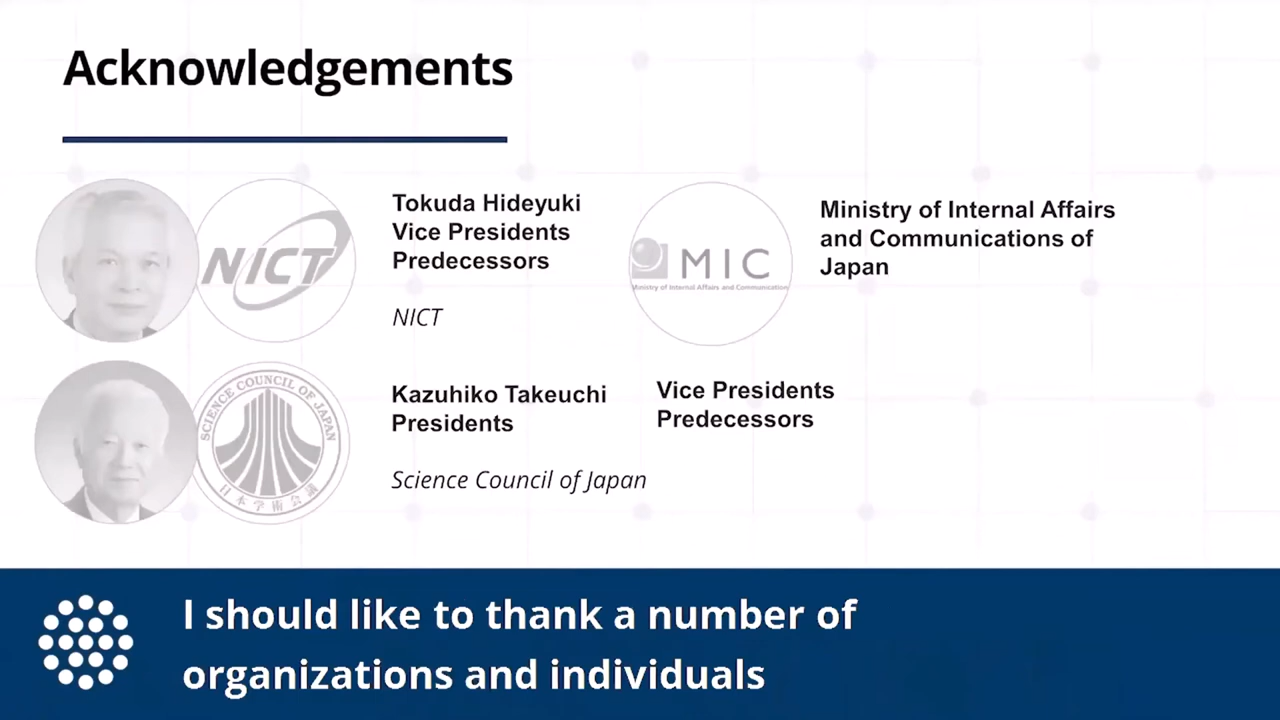 Acknowledgements
NICT
Tokuda Hideyuki
Vice Presidents
Predecessors
NICT
MIC
Ministry of Internal Affairs and Communications
Ministry of Internal Affairs
and Communications of
Japan
SCIENCE COUNCIL OF JAPAN
日本学術会議
Kazuhiko Takeuchi
Presidents
Science Council of Japan
Vice Presidents
Predecessors
I should like to thank a number of
organizations and individuals